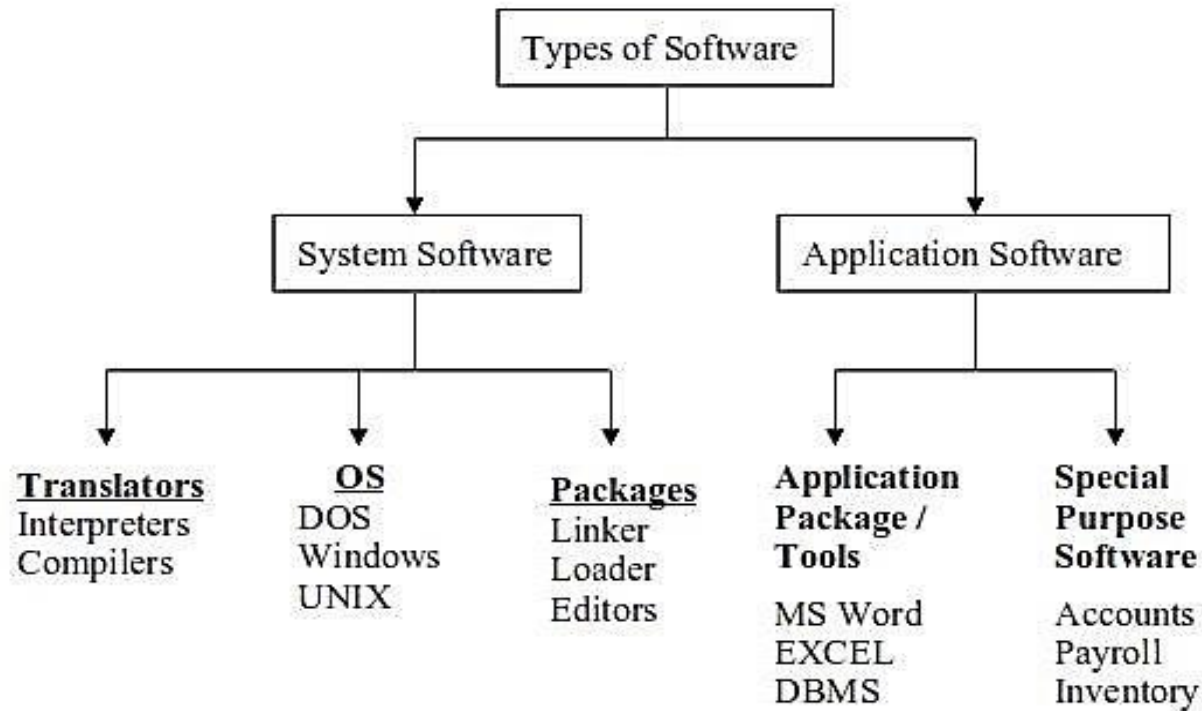 Types of Software
System Software
Application Software
Translators
Interpreters
Compilers
OS
DOS
Windows
UNIX
Packages
Linker
Loader
Editors
Application
Package /
Tools
MS Word
EXCEL
DBMS
Special
Purpose
Software
Accounts
Payroll
Inventory